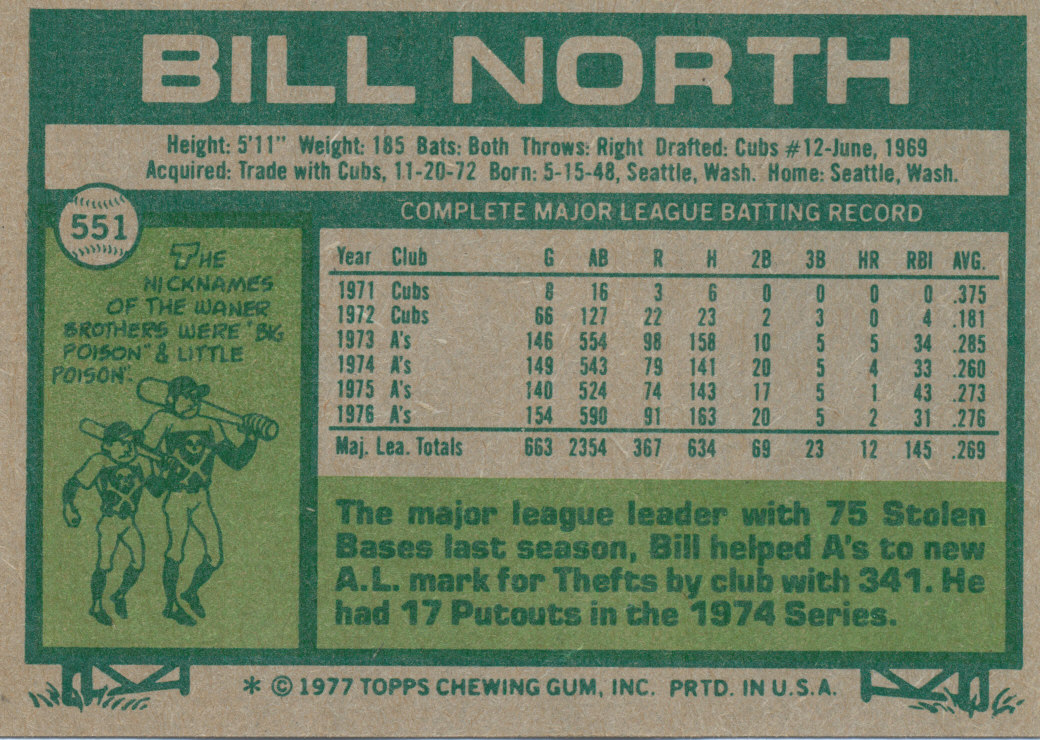 BILL NORTH
Height: 5'11" Weight: 185 Bats: Both Throws: Right Drafted: Cubs #12-June, 1969
Acquired: Trade with Cubs, 11-20-72 Born: 5-15-48, Seattle, Wash. Home: Seattle, Wash.
551
THE
NICKNAMES
OF THE WANER
BROTHERS WERE "BIG
POISON" & LITTLE
POISON".
COMPLETE MAJOR LEAGUE BATTING RECORD
Year Club G AB R H 2B 3B HR RBI AVG.
1971 Cubs 8 16 3 6 0 0 0 0 .375
1972 Cubs 66 127 22 23 2 3 0 4 .181
1973 A's 146 554 98 158 10 5 5 34 .285
1974 A's 149 543 79 141 20 5 4 33 .260
1975 A's 140 524 74 143 17 5 1 43 .273
1976 A's 154 590 91 163 20 5 2 31 .276
Maj. Lea. Totals 663 2354 367 634 69 23 12 145 .269
The major league leader with 75 Stolen
Bases last season, Bill helped A's to new
A.L. mark for Thefts by club with 341. He
had 17 Putouts in the 1974 Series.
* © 1977 TOPPS CHEWING GUM, INC. PRTD. IN U.S.A.